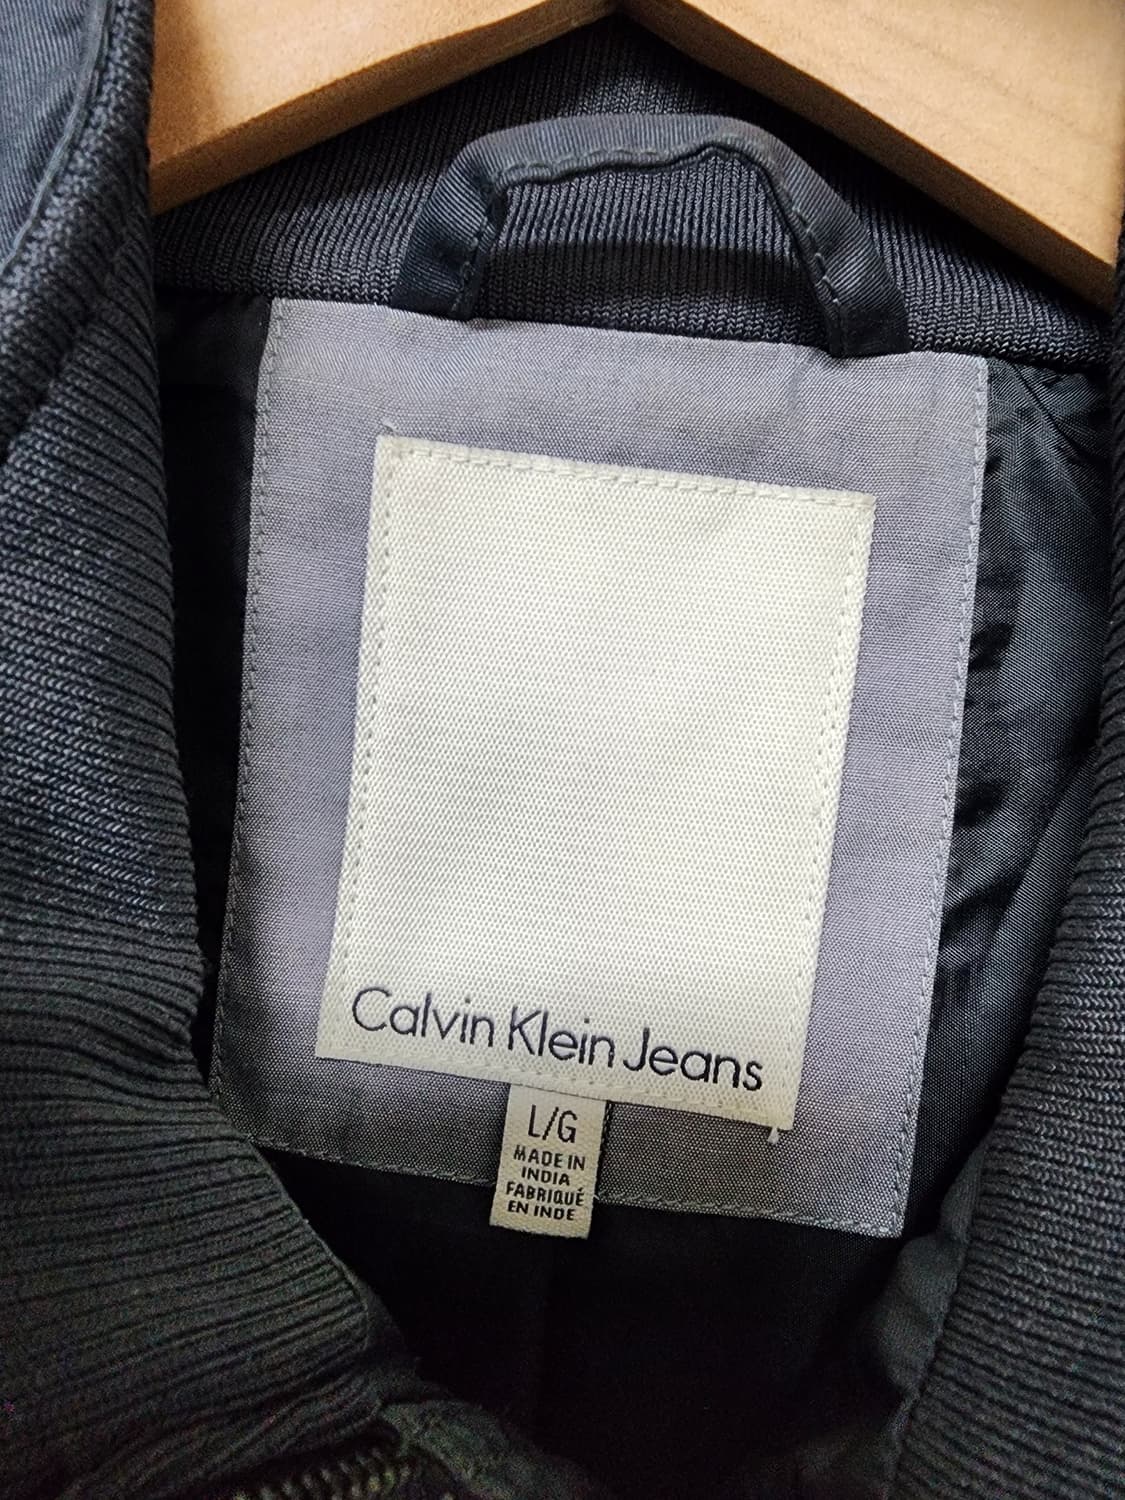 Calvin Klein Jeans
L/G
MADE IN
INDIA
FABRIQUÉ
EN INDE